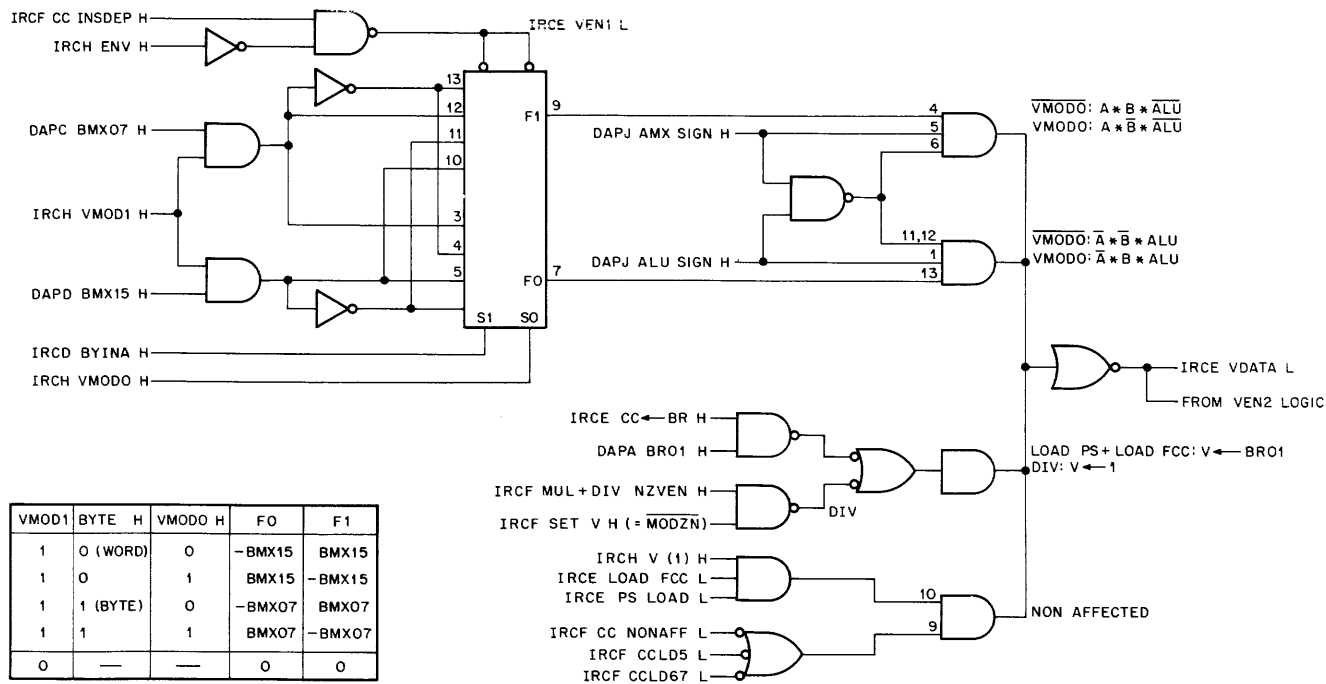 IRCF CC INSDEP H
IRCH ENV H
IRCE VEN1 L
DAPC BMX07 H
IRCH VMOD1 H
DAPD BMX15 H
IRCD BYINA H
IRCH VMODO H
13
12
11
10
3
4
5
F1
9
FO
7
S1
SO
DAPJ AMX SIGN H
DAPJ ALU SIGN H
4
5
6
11,12
1
13
VMODO: A * B * ALU
VMODO: A * B * ALU
VMODO: A * B * ALU
VMODO: A * B * ALU
IRCE VDATA L
FROM VEN2 LOGIC
IRCE CC←BR H
DAPA BRO1 H
IRCF MUL+DIV NZVEN H
IRCF SET V H (= MODZN)
DIV
LOAD PS+LOAD FCC: V←BRO1
DIV: V←1
IRCH V (1) H
IRCE LOAD FCC L
IRCE PS LOAD L
IRCF CC NONAFF L
IRCF CCLD5 L
IRCF CCLD67 L
10
9
NON AFFECTED
VMOD1 BYTE H VMODO H FO F1
1 0 (WORD) 0 -BMX15 BMX15
1 0 1 BMX15 -BMX15
1 1 (BYTE) 0 -BMX07 BMX07
1 1 1 BMX07 -BMX07
0 — — 0 0